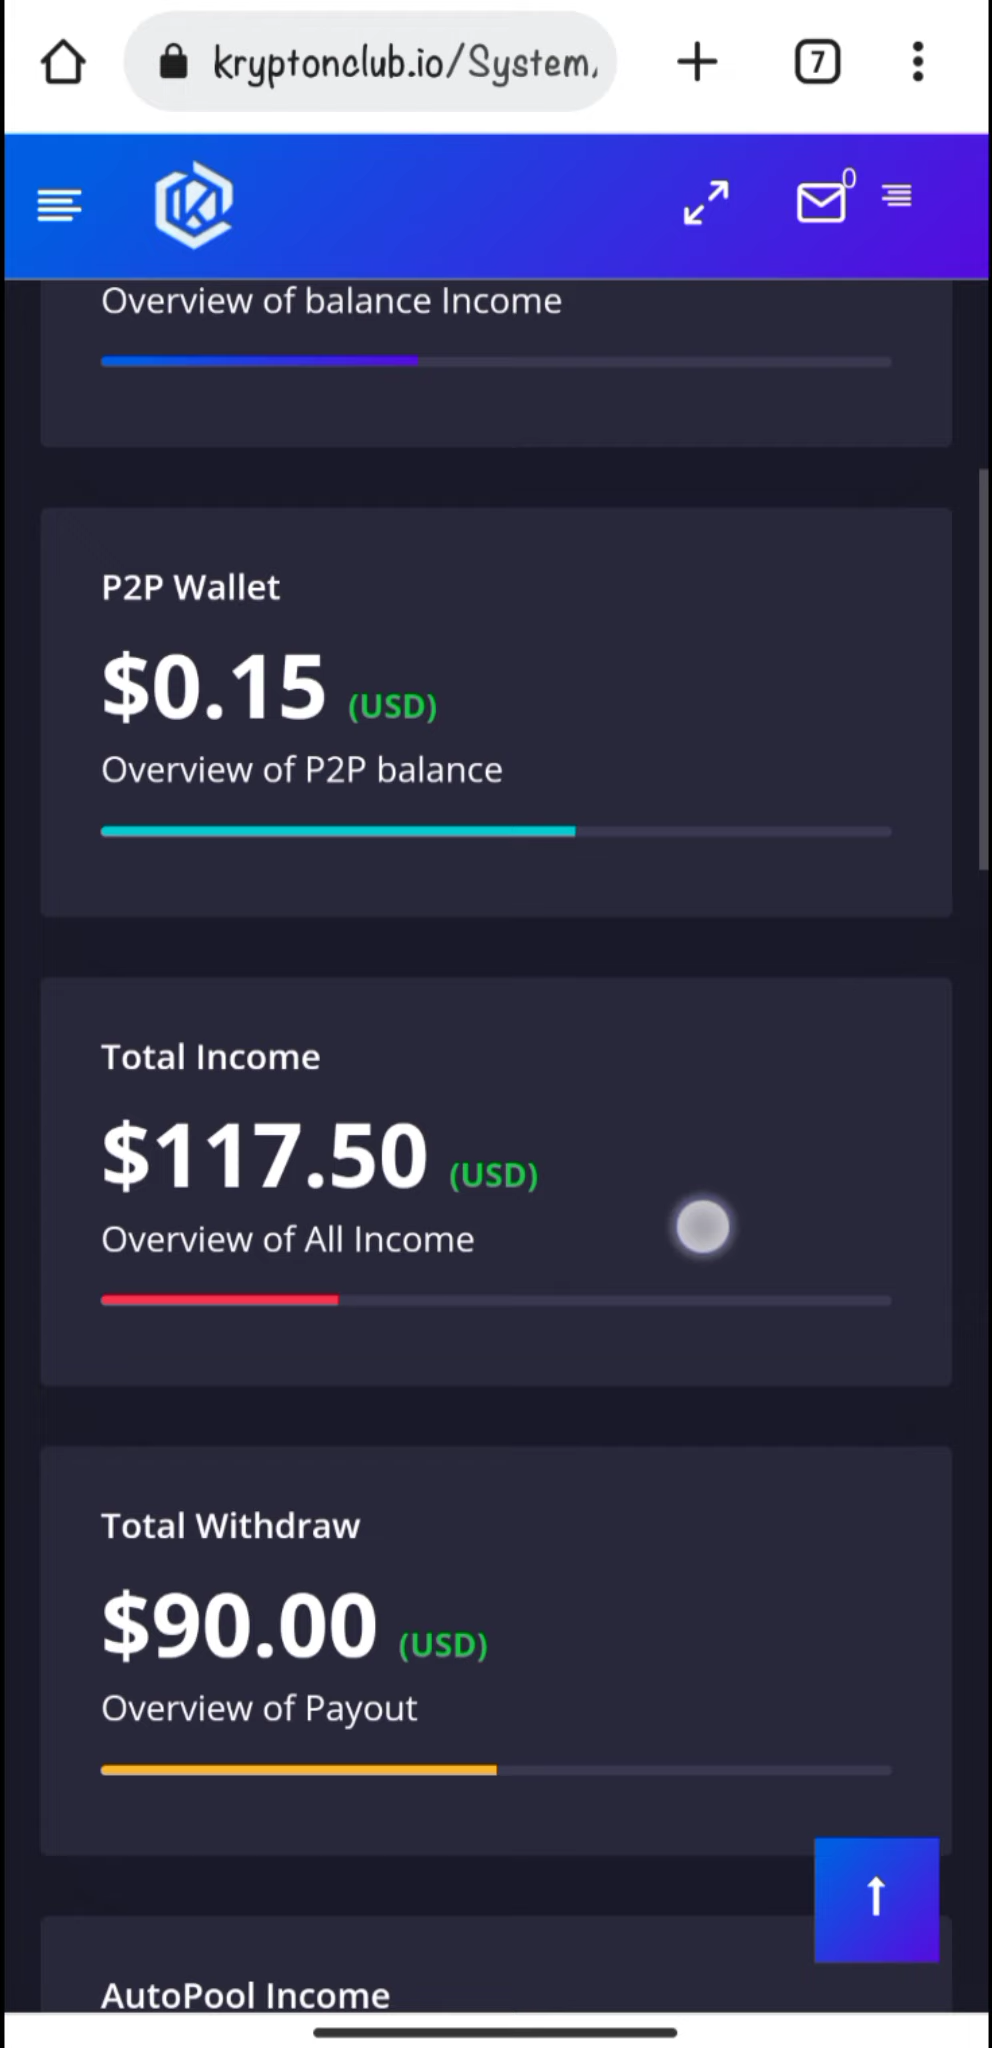 kryptonclub.io/System
7
0
Overview of balance Income
P2P Wallet
$0.15 (USD)
Overview of P2P balance
Total Income
$117.50 (USD)
Overview of All Income
Total Withdraw
$90.00 (USD)
Overview of Payout
AutoPool Income